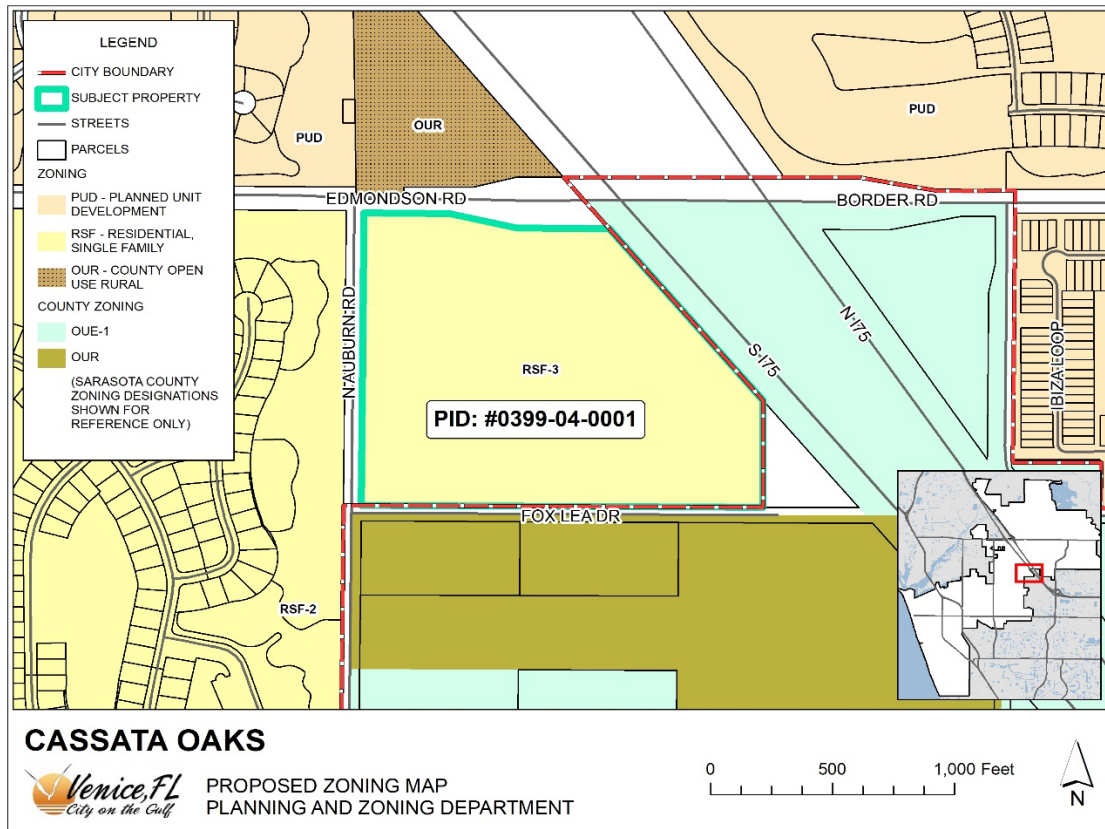 LEGEND
CITY BOUNDARY
SUBJECT PROPERTY
STREETS
PARCELS
ZONING
PUD - PLANNED UNIT
DEVELOPMENT
RSF - RESIDENTIAL,
SINGLE FAMILY
OUR - COUNTY OPEN
USE RURAL
COUNTY ZONING
OUE-1
OUR
(SARASOTA COUNTY
ZONING DESIGNATIONS
SHOWN FOR
REFERENCE ONLY)
PUD
OUR
PUD
EDMONDSON RD
BORDER RD
N AUBURN RD
N I75
S I75
IBIZA LOOP
RSF-3
PID: #0399-04-0001
FOX LEA DR
RSF-2
CASSATA OAKS
Venice, FL
City on the Gulf
PROPOSED ZONING MAP
PLANNING AND ZONING DEPARTMENT
0 500 1,000 Feet
N